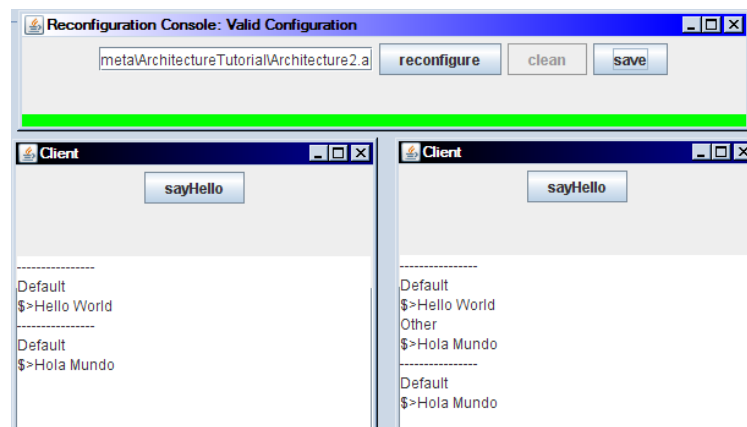 Reconfiguration Console: Valid Configuration
meta\ArchitectureTutorial\Architecture2.a
reconfigure
clean
save
Client
sayHello
---------------
Default
$>Hello World
---------------
Default
$>Hola Mundo
Client
sayHello
---------------
Default
$>Hello World
Other
$>Hola Mundo
---------------
Default
$>Hola Mundo